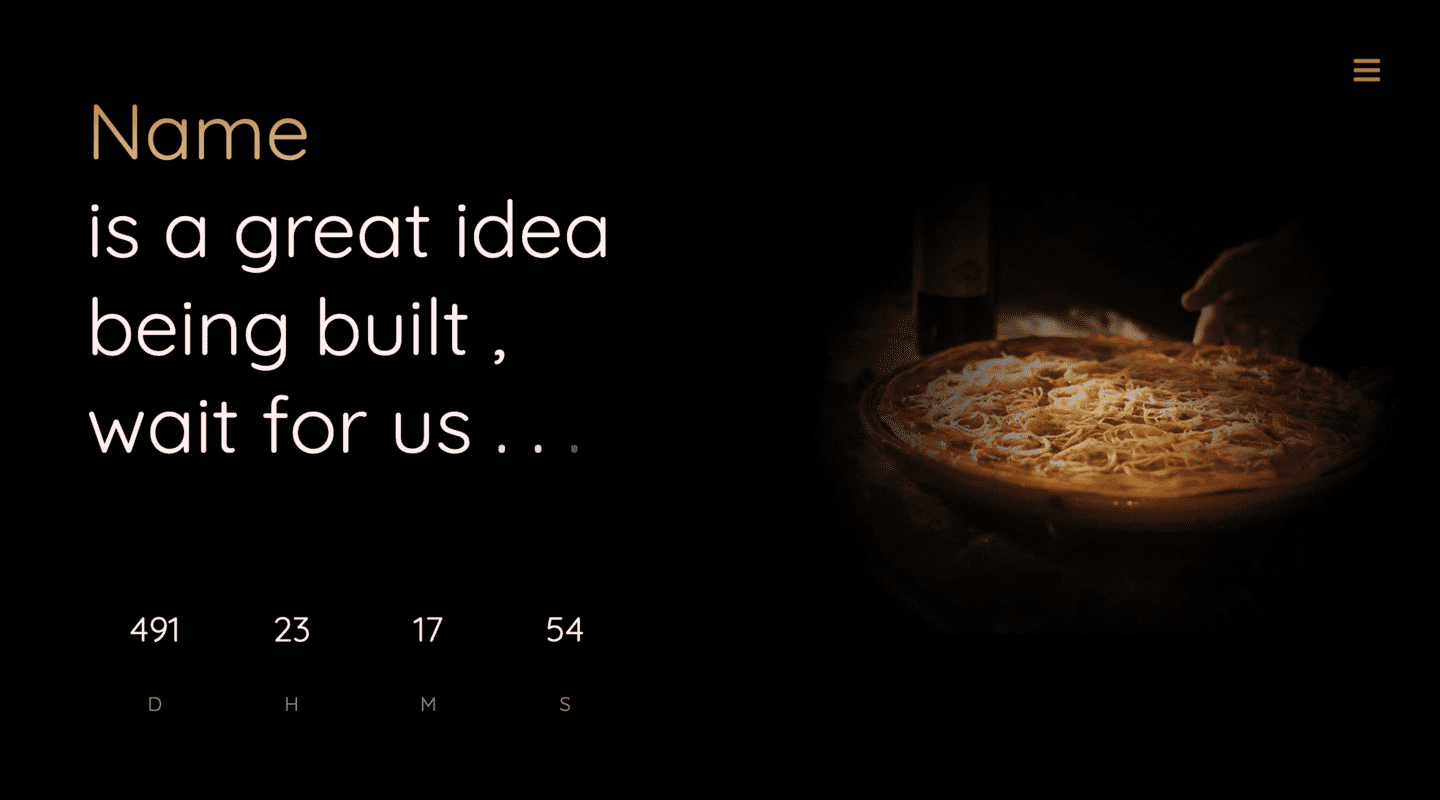 Name
is a great idea
being built ,
wait for us . . .
491 23 17 54
D H M S